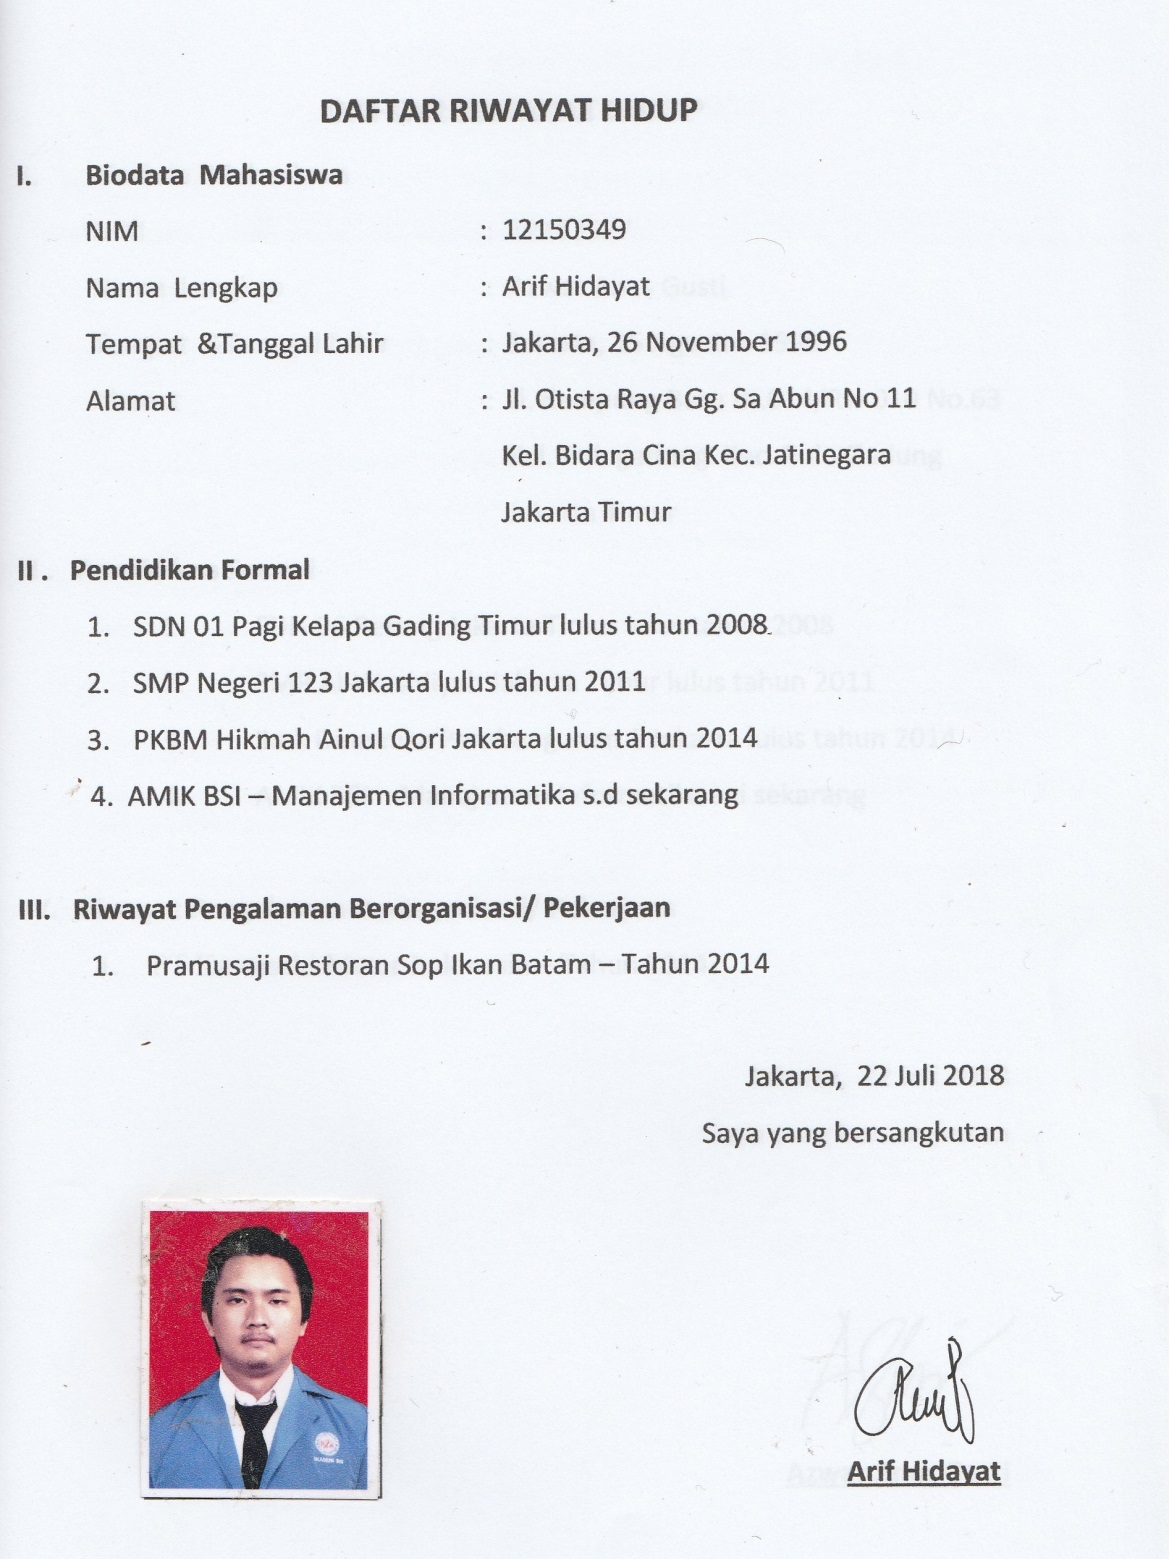 DAFTAR RIWAYAT HIDUP
I. Biodata Mahasiswa
NIM : 12150349
Nama Lengkap : Arif Hidayat
Tempat &Tanggal Lahir : Jakarta, 26 November 1996
Alamat : Jl. Otista Raya Gg. Sa Abun No 11
Kel. Bidara Cina Kec. Jatinegara
Jakarta Timur
II . Pendidikan Formal
1. SDN 01 Pagi Kelapa Gading Timur lulus tahun 2008
2. SMP Negeri 123 Jakarta lulus tahun 2011
3. PKBM Hikmah Ainul Qori Jakarta lulus tahun 2014
4. AMIK BSI – Manajemen Informatika s.d sekarang
III. Riwayat Pengalaman Berorganisasi/ Pekerjaan
1. Pramusaji Restoran Sop Ikan Batam – Tahun 2014
Jakarta, 22 Juli 2018
Saya yang bersangkutan
Arif Hidayat